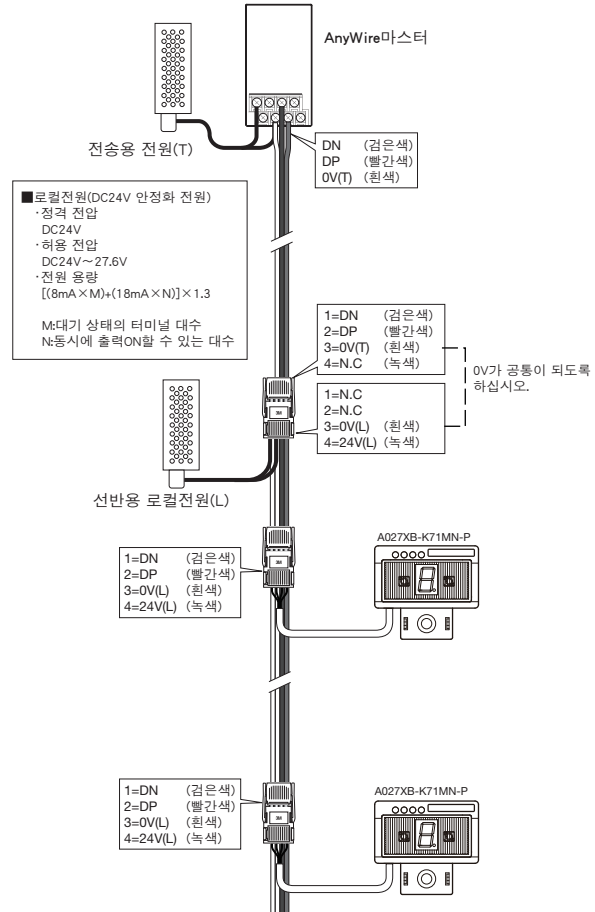 AnyWire마스터
전송용 전원(T)
DN (검은색)
DP (빨간색)
0V(T) (흰색)
■로컬전원(DC24V 안정화 전원)
·정격 전압
DC24V
·허용 전압
DC24V～27.6V
·전원 용량
[(8mA×M)+(18mA×N)]×1.3
M:대기 상태의 터미널 대수
N:동시에 출력ON할 수 있는 대수
1=DN (검은색)
2=DP (빨간색)
3=0V(T) (흰색)
4=N.C (녹색)
0V가 공통이 되도록
하십시오.
1=N.C
2=N.C
3=0V(L) (흰색)
4=24V(L) (녹색)
3M
선반용 로컬전원(L)
A027XB-K71MN-P
1=DN (검은색)
2=DP (빨간색)
3=0V(L) (흰색)
4=24V(L) (녹색)
3M
A027XB-K71MN-P
1=DN (검은색)
2=DP (빨간색)
3=0V(L) (흰색)
4=24V(L) (녹색)
3M